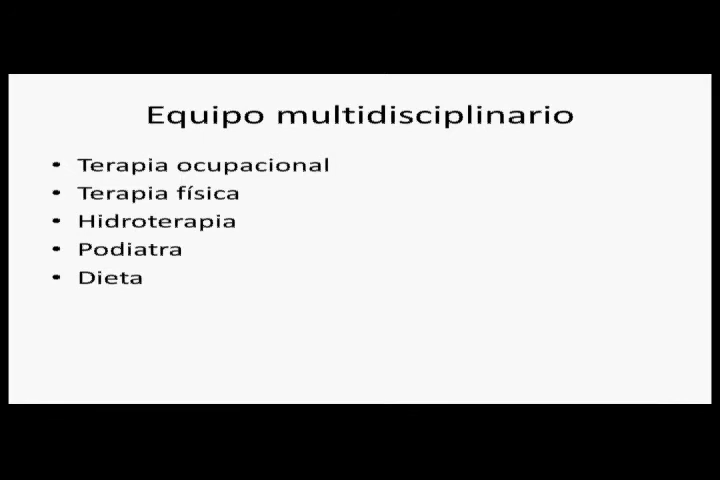 Equipo multidisciplinario
• Terapia ocupacional
• Terapia física
• Hidroterapia
• Podiatra
• Dieta